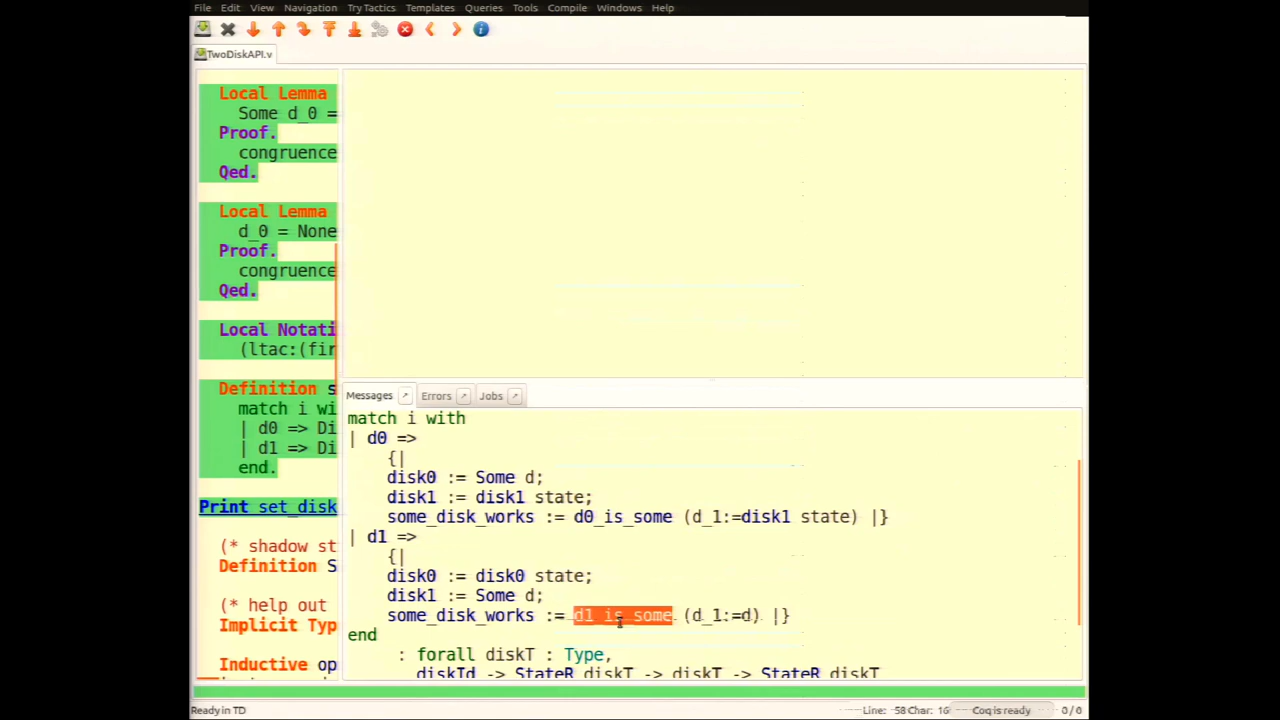 File Edit View Navigation Try Tactics Templates Queries Tools Compile Windows Help
TwoDiskAPI.v
Local Lemma
Some d_0 =
Proof.
congruence
Qed.
Local Lemma
d_0 = None
Proof.
congruence
Qed.
Local Notati
(ltac:(fir
Definition s
match i wi
| d0 => Di
| d1 => Di
end.
Print set_disk
(* shadow st
Definition S
(* help out
Implicit Typ
Inductive op
Messages Errors Jobs
match i with
| d0 =>
{|
disk0 := Some d;
disk1 := disk1 state;
some_disk_works := d0_is_some (d_1:=disk1 state) |}
| d1 =>
{|
disk0 := disk0 state;
disk1 := Some d;
some_disk_works := d1_is_some (d_1:=d) |}
end
: forall diskT : Type,
diskId -> StateR diskT -> diskT -> StateR diskT
Ready in TD
Line: 58 Char: 16 Coq is ready 0 / 0